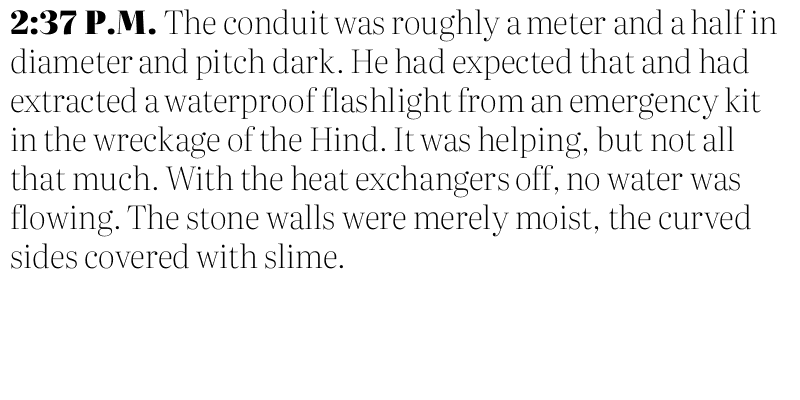 2:37 P.M. The conduit was roughly a meter and a half in
diameter and pitch dark. He had expected that and had
extracted a waterproof flashlight from an emergency kit
in the wreckage of the Hind. It was helping, but not all
that much. With the heat exchangers off, no water was
flowing. The stone walls were merely moist, the curved
sides covered with slime.